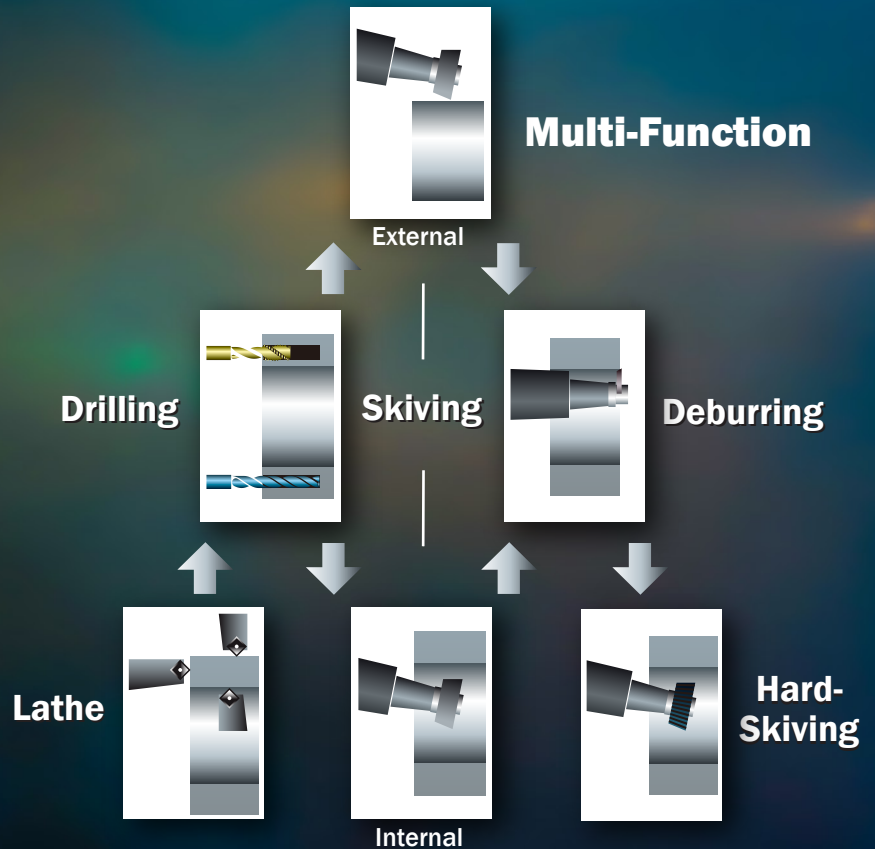 Multi-Function
External
Drilling
Skiving
Deburring
Lathe
Hard-
Skiving
Internal